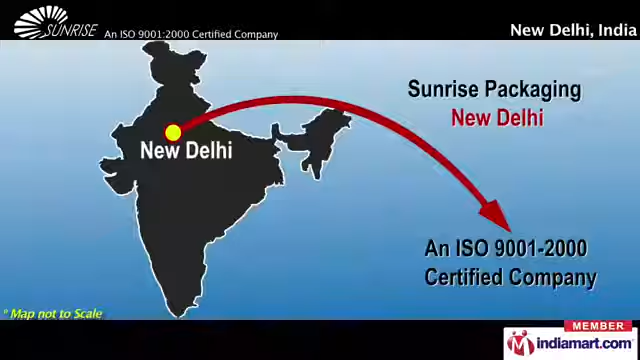 SUNRISE An ISO 9001:2000 Certified Company
New Delhi, India
Sunrise Packaging
New Delhi
New Delhi
An ISO 9001-2000
Certified Company
* Map not to Scale
MEMBER
indiamart.com